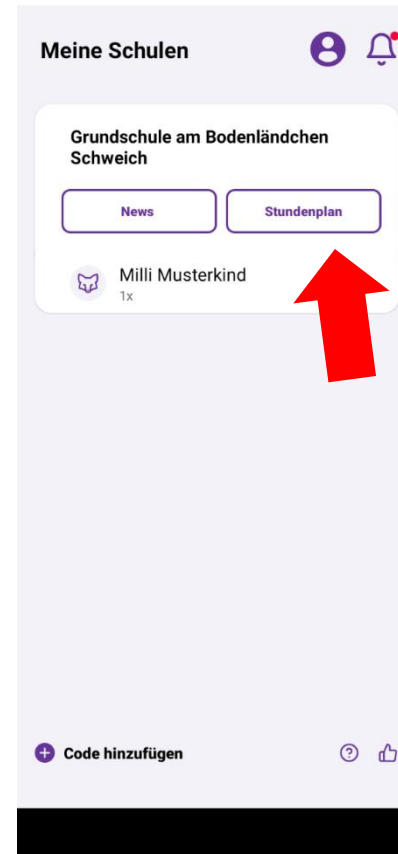 Meine Schulen
Grundschule am Bodenländchen
Schweich
News
Stundenplan
Milli Musterkind
1x
Code hinzufügen
?